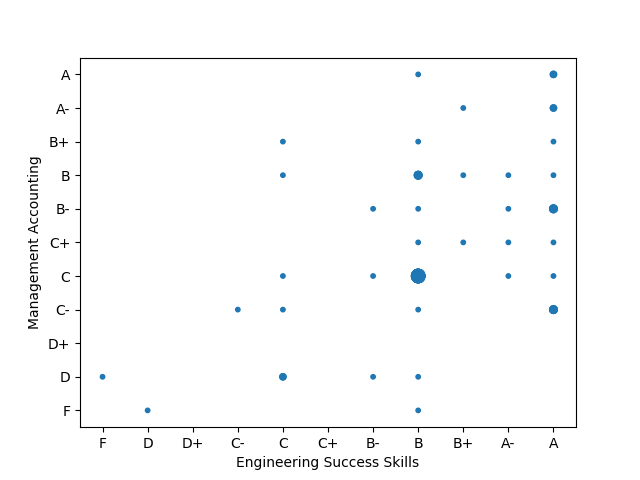 A
A-
B+
B
B-
C+
C
C-
D+
D
F
Management Accounting
F D D+ C- C C+ B- B B+ A- A
Engineering Success Skills